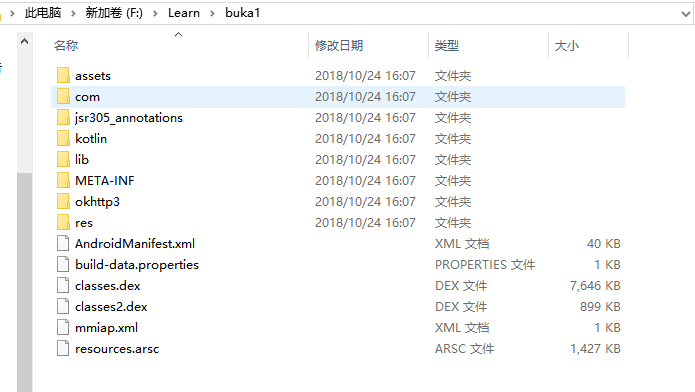 此电脑 > 新加卷 (F:) > Learn > buka1
名称 修改日期 类型 大小
assets 2018/10/24 16:07 文件夹
com 2018/10/24 16:07 文件夹
jsr305_annotations 2018/10/24 16:07 文件夹
kotlin 2018/10/24 16:07 文件夹
lib 2018/10/24 16:07 文件夹
META-INF 2018/10/24 16:07 文件夹
okhttp3 2018/10/24 16:07 文件夹
res 2018/10/24 16:07 文件夹
AndroidManifest.xml XML 文档 40 KB
build-data.properties PROPERTIES 文件 1 KB
classes.dex DEX 文件 7,646 KB
classes2.dex DEX 文件 899 KB
mmiap.xml XML 文档 1 KB
resources.arsc ARSC 文件 1,427 KB